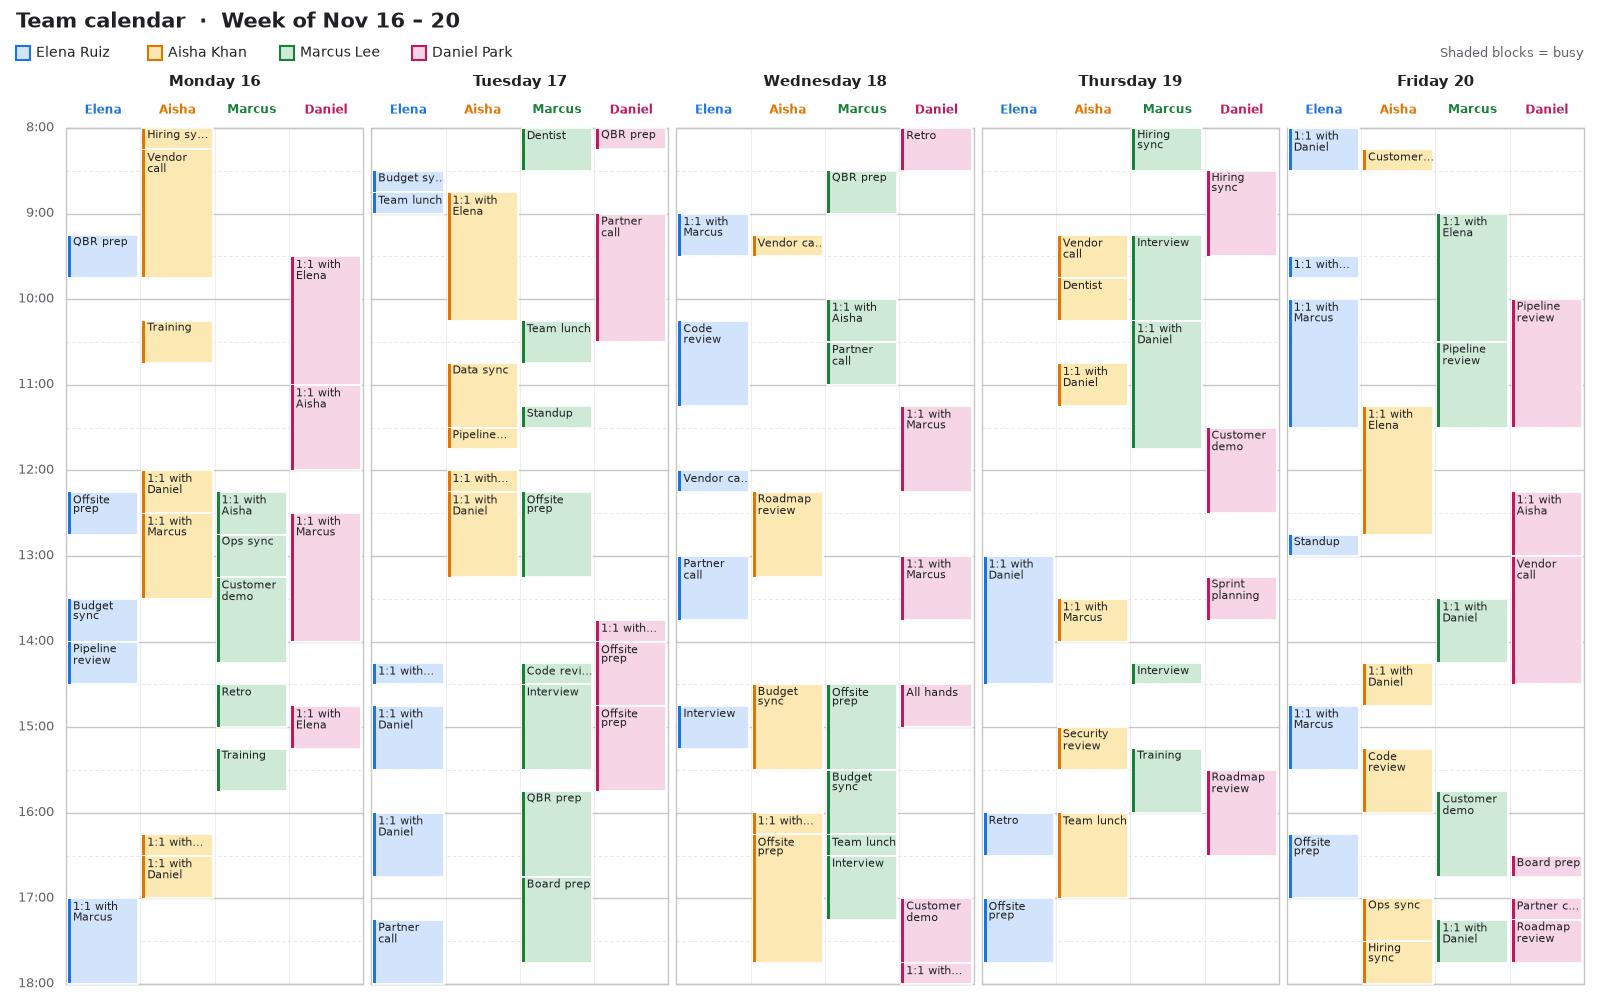 Team calendar  ·  Week of Nov 16 – 20
Elena Ruiz
Aisha Khan
Marcus Lee
Daniel Park
Shaded blocks = busy
Monday 16
Tuesday 17
Wednesday 18
Thursday 19
Friday 20
Elena
Aisha
Marcus
Daniel
Elena
Aisha
Marcus
Daniel
Elena
Aisha
Marcus
Daniel
Elena
Aisha
Marcus
Daniel
Elena
Aisha
Marcus
Daniel
8:00
9:00
10:00
11:00
12:00
13:00
14:00
15:00
16:00
17:00
18:00
QBR prep
Offsite
prep
Budget
sync
Pipeline
review
1:1 with
Marcus
Hiring sy...
Vendor
call
Training
1:1 with
Daniel
1:1 with
Marcus
1:1 with...
1:1 with
Daniel
1:1 with
Aisha
Ops sync
Customer
demo
Retro
Training
1:1 with
Elena
1:1 with
Aisha
1:1 with
Marcus
1:1 with
Elena
Budget sy..
Team lunch
1:1 with...
1:1 with
Daniel
1:1 with
Daniel
Partner
call
1:1 with
Elena
Data sync
Pipeline...
1:1 with...
1:1 with
Daniel
Dentist
Team lunch
Standup
Offsite
prep
Code revi...
Interview
QBR prep
Board prep
QBR prep
Partner
call
1:1 with...
Offsite
prep
Offsite
prep
1:1 with
Marcus
Code
review
Vendor ca..
Partner
call
Interview
Vendor ca..
Roadmap
review
Budget
sync
1:1 with...
Offsite
prep
QBR prep
1:1 with
Aisha
Partner
call
Offsite
prep
Budget
sync
Team lunch
Interview
Retro
1:1 with
Marcus
1:1 with
Marcus
All hands
Customer
demo
1:1 with...
1:1 with
Daniel
Retro
Offsite
prep
Vendor
call
Dentist
1:1 with
Daniel
1:1 with
Marcus
Security
review
Team lunch
Hiring
sync
Interview
1:1 with
Daniel
Interview
Training
Hiring
sync
Customer
demo
Sprint
planning
Roadmap
review
1:1 with
Daniel
1:1 with...
1:1 with
Marcus
Standup
1:1 with
Marcus
Offsite
prep
Customer...
1:1 with
Elena
1:1 with
Daniel
Code
review
Ops sync
Hiring
sync
1:1 with
Elena
Pipeline
review
1:1 with
Daniel
Customer
demo
1:1 with
Daniel
Pipeline
review
1:1 with
Aisha
Vendor
call
Board prep
Partner c...
Roadmap
review